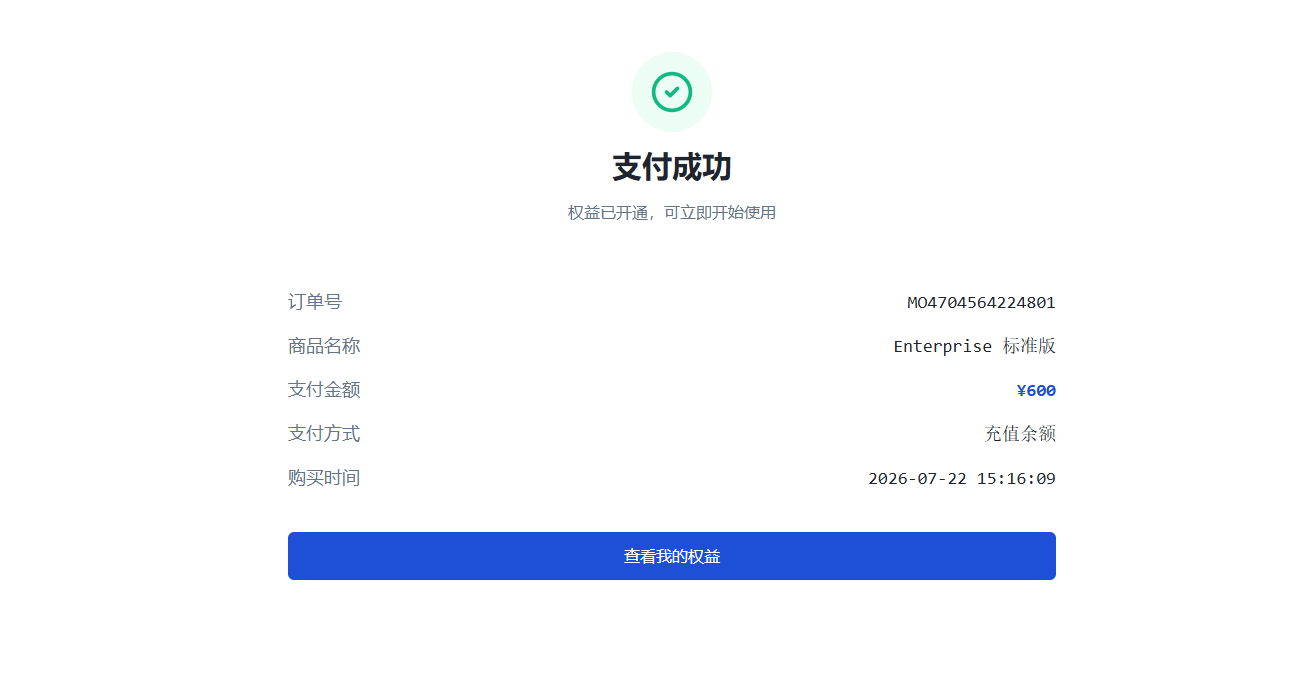 支付成功
权益已开通，可立即开始使用
订单号 MO4704564224801
商品名称 Enterprise 标准版
支付金额 ¥600
支付方式 充值余额
购买时间 2026-07-22 15:16:09
查看我的权益